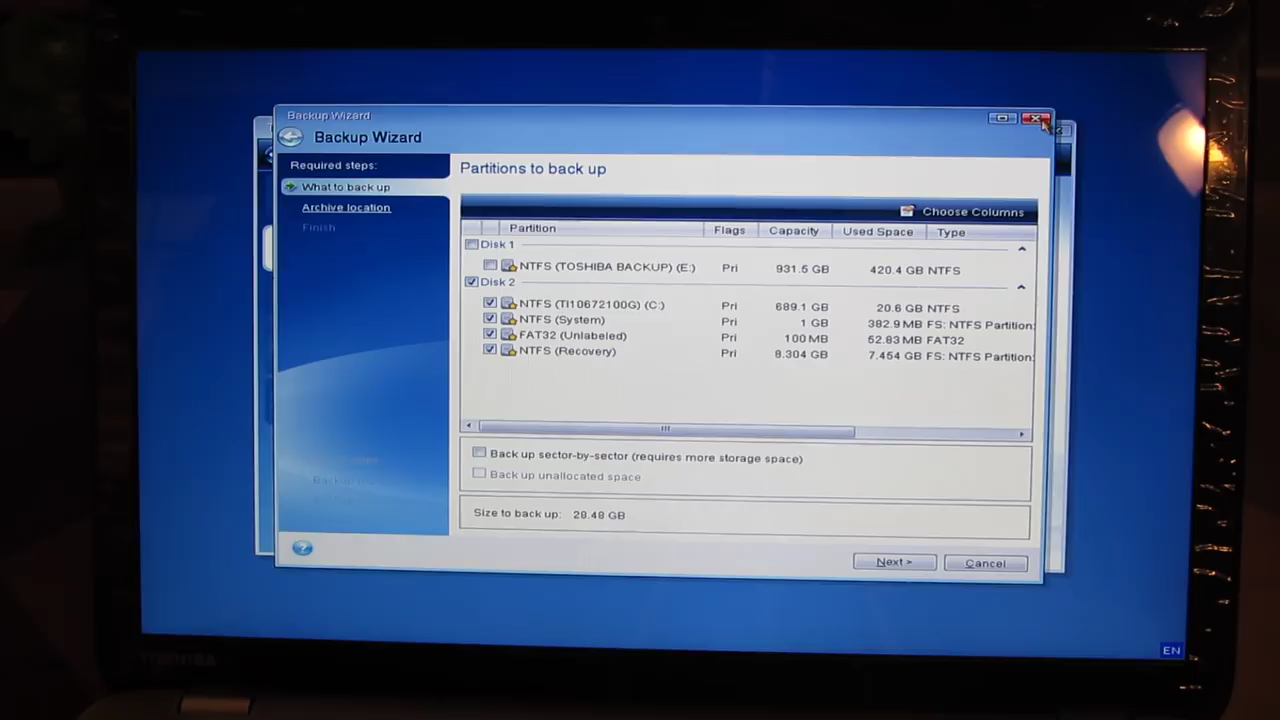 Backup Wizard
Backup Wizard
Required steps:
What to back up
Archive location
Finish
Partitions to back up
Choose Columns
Partition Flags Capacity Used Space Type
Disk 1
NTFS (TOSHIBA BACKUP) (E:) Pri 931.5 GB 420.4 GB NTFS
Disk 2
NTFS (TI10672100G) (C:) Pri 689.1 GB 20.6 GB NTFS
NTFS (System) Pri 1 GB 382.9 MB FS: NTFS Partition:
FAT32 (Unlabeled) Pri 100 MB 52.83 MB FAT32
NTFS (Recovery) Pri 8.304 GB 7.454 GB FS: NTFS Partition:
Back up sector-by-sector (requires more storage space)
Back up unallocated space
Size to back up: 28.48 GB
Next >
Cancel
EN
TOSHIBA